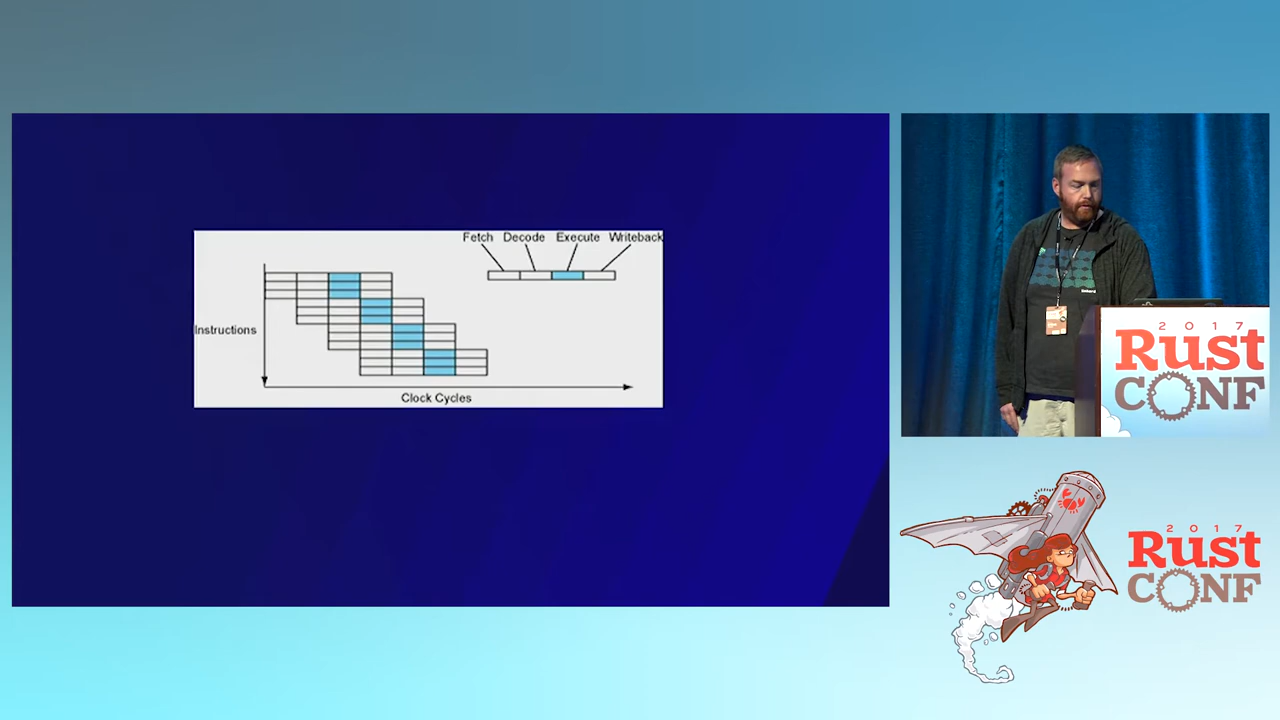 Fetch Decode Execute Writeback
Instructions
Clock Cycles
2017
Rust
CONF
2017
Rust
CONF